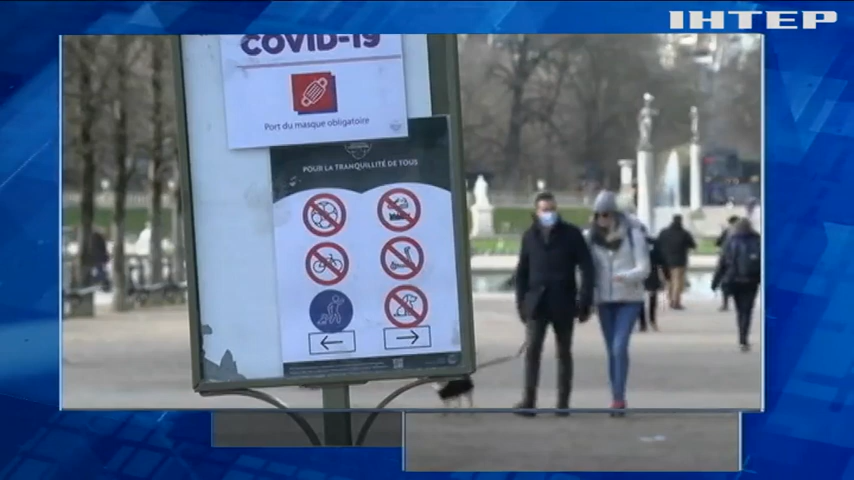 ІНТЕР
COVID-19
Port du masque obligatoire
POUR LA TRANQUILLITÉ DE TOUS